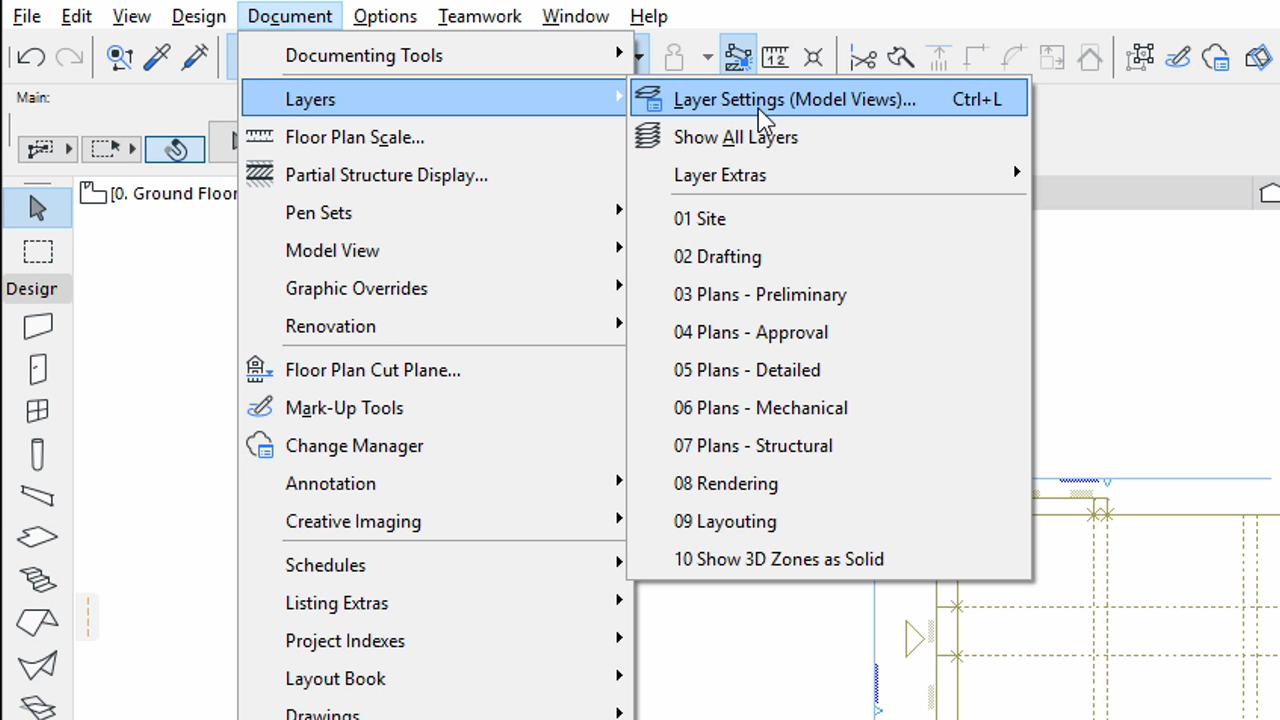 File Edit View Design Document Options Teamwork Window Help
Main:
12
[0. Ground Floor
Design
Documenting Tools
Layers
Floor Plan Scale...
Partial Structure Display...
Pen Sets
Model View
Graphic Overrides
Renovation
Floor Plan Cut Plane...
Mark-Up Tools
Change Manager
Annotation
Creative Imaging
Schedules
Listing Extras
Project Indexes
Layout Book
Drawings
Layer Settings (Model Views)... Ctrl+L
Show All Layers
Layer Extras
01 Site
02 Drafting
03 Plans - Preliminary
04 Plans - Approval
05 Plans - Detailed
06 Plans - Mechanical
07 Plans - Structural
08 Rendering
09 Layouting
10 Show 3D Zones as Solid